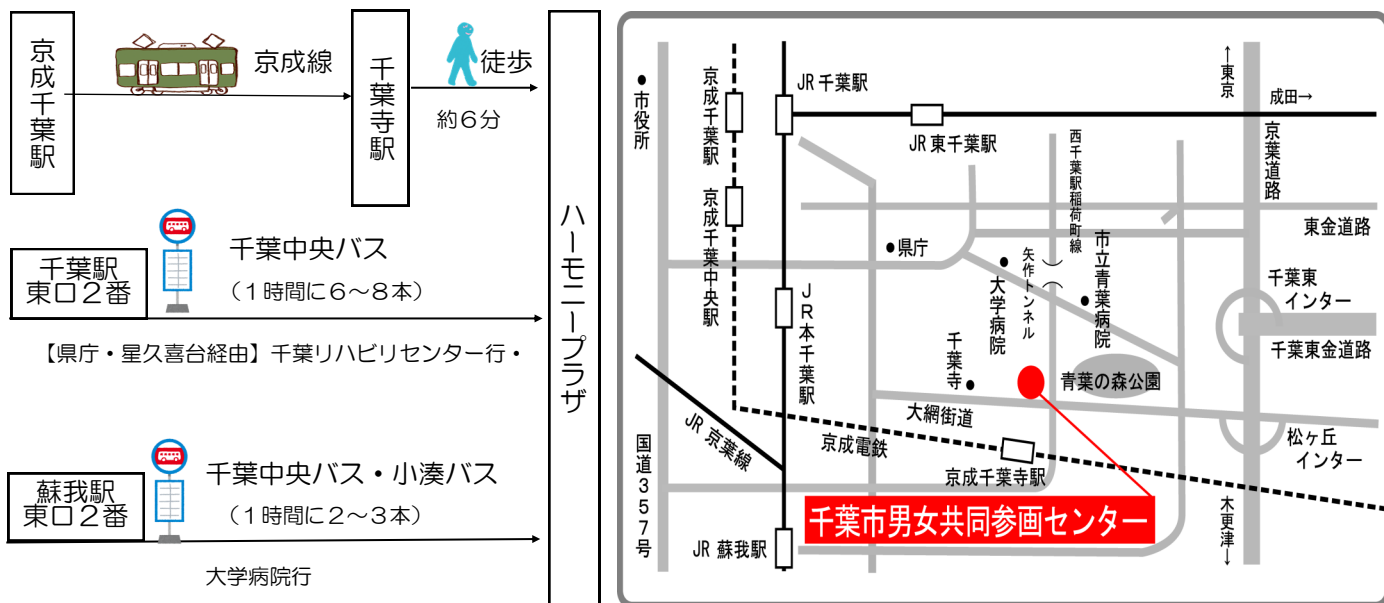 京成千葉駅
京成線
千葉寺駅
徒歩
約6分
千葉駅
東口2番
千葉中央バス
（1時間に6～8本）
【県庁・星久喜台経由】千葉リハビリセンター行・
蘇我駅
東口2番
千葉中央バス・小湊バス
（1時間に2～3本）
大学病院行
ハーモニープラザ
市役所
京成千葉駅
JR 千葉駅
←東京
成田→
JR 東千葉駅
京葉道路
西千葉駅稲荷町線
京成千葉中央駅
東金道路
県庁
大学病院
矢作トンネル
市立青葉病院
千葉東
インター
JR本千葉駅
千葉東金道路
千葉寺
青葉の森公園
大網街道
JR 京葉線
京成電鉄
京成千葉寺駅
松ヶ丘
インター
国道357号
千葉市男女共同参画センター
JR 蘇我駅
木更津→